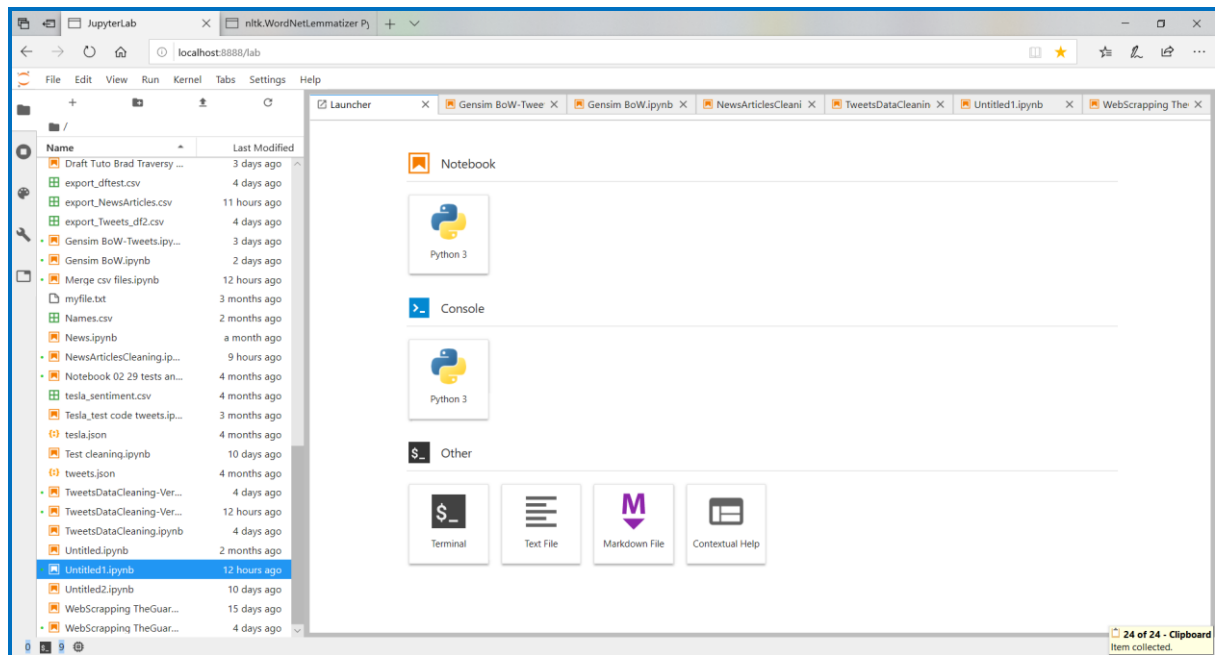 JupyterLab
nltk.WordNetLemmatizer Py
localhost:8888/lab
File Edit View Run Kernel Tabs Settings Help
/
Name Last Modified
Draft Tuto Brad Traversy ... 3 days ago
export_dftest.csv 4 days ago
export_NewsArticles.csv 11 hours ago
export_Tweets_df2.csv 4 days ago
Gensim BoW-Tweets.ipy... 3 days ago
Gensim BoW.ipynb 2 days ago
Merge csv files.ipynb 12 hours ago
myfile.txt 3 months ago
Names.csv 2 months ago
News.ipynb a month ago
NewsArticlesCleaning.ip... 9 hours ago
Notebook 02 29 tests an... 4 months ago
tesla_sentiment.csv 4 months ago
Tesla_test code tweets.ip... 3 months ago
tesla.json 4 months ago
Test cleaning.ipynb 10 days ago
tweets.json 4 months ago
TweetsDataCleaning-Ver... 4 days ago
TweetsDataCleaning-Ver... 12 hours ago
TweetsDataCleaning.ipynb 4 days ago
Untitled.ipynb 2 months ago
Untitled1.ipynb 12 hours ago
Untitled2.ipynb 10 days ago
WebScrapping TheGuar... 15 days ago
WebScrapping TheGuar... 4 days ago
0 $_ 9
Launcher
Gensim BoW-Twee
Gensim BoW.ipynb
NewsArticlesCleani
TweetsDataCleanin
Untitled1.ipynb
WebScrapping The
Notebook
Python 3
Console
Python 3
$_ Other
$_ M
Terminal Text File Markdown File Contextual Help
24 of 24 - Clipboard
Item collected.